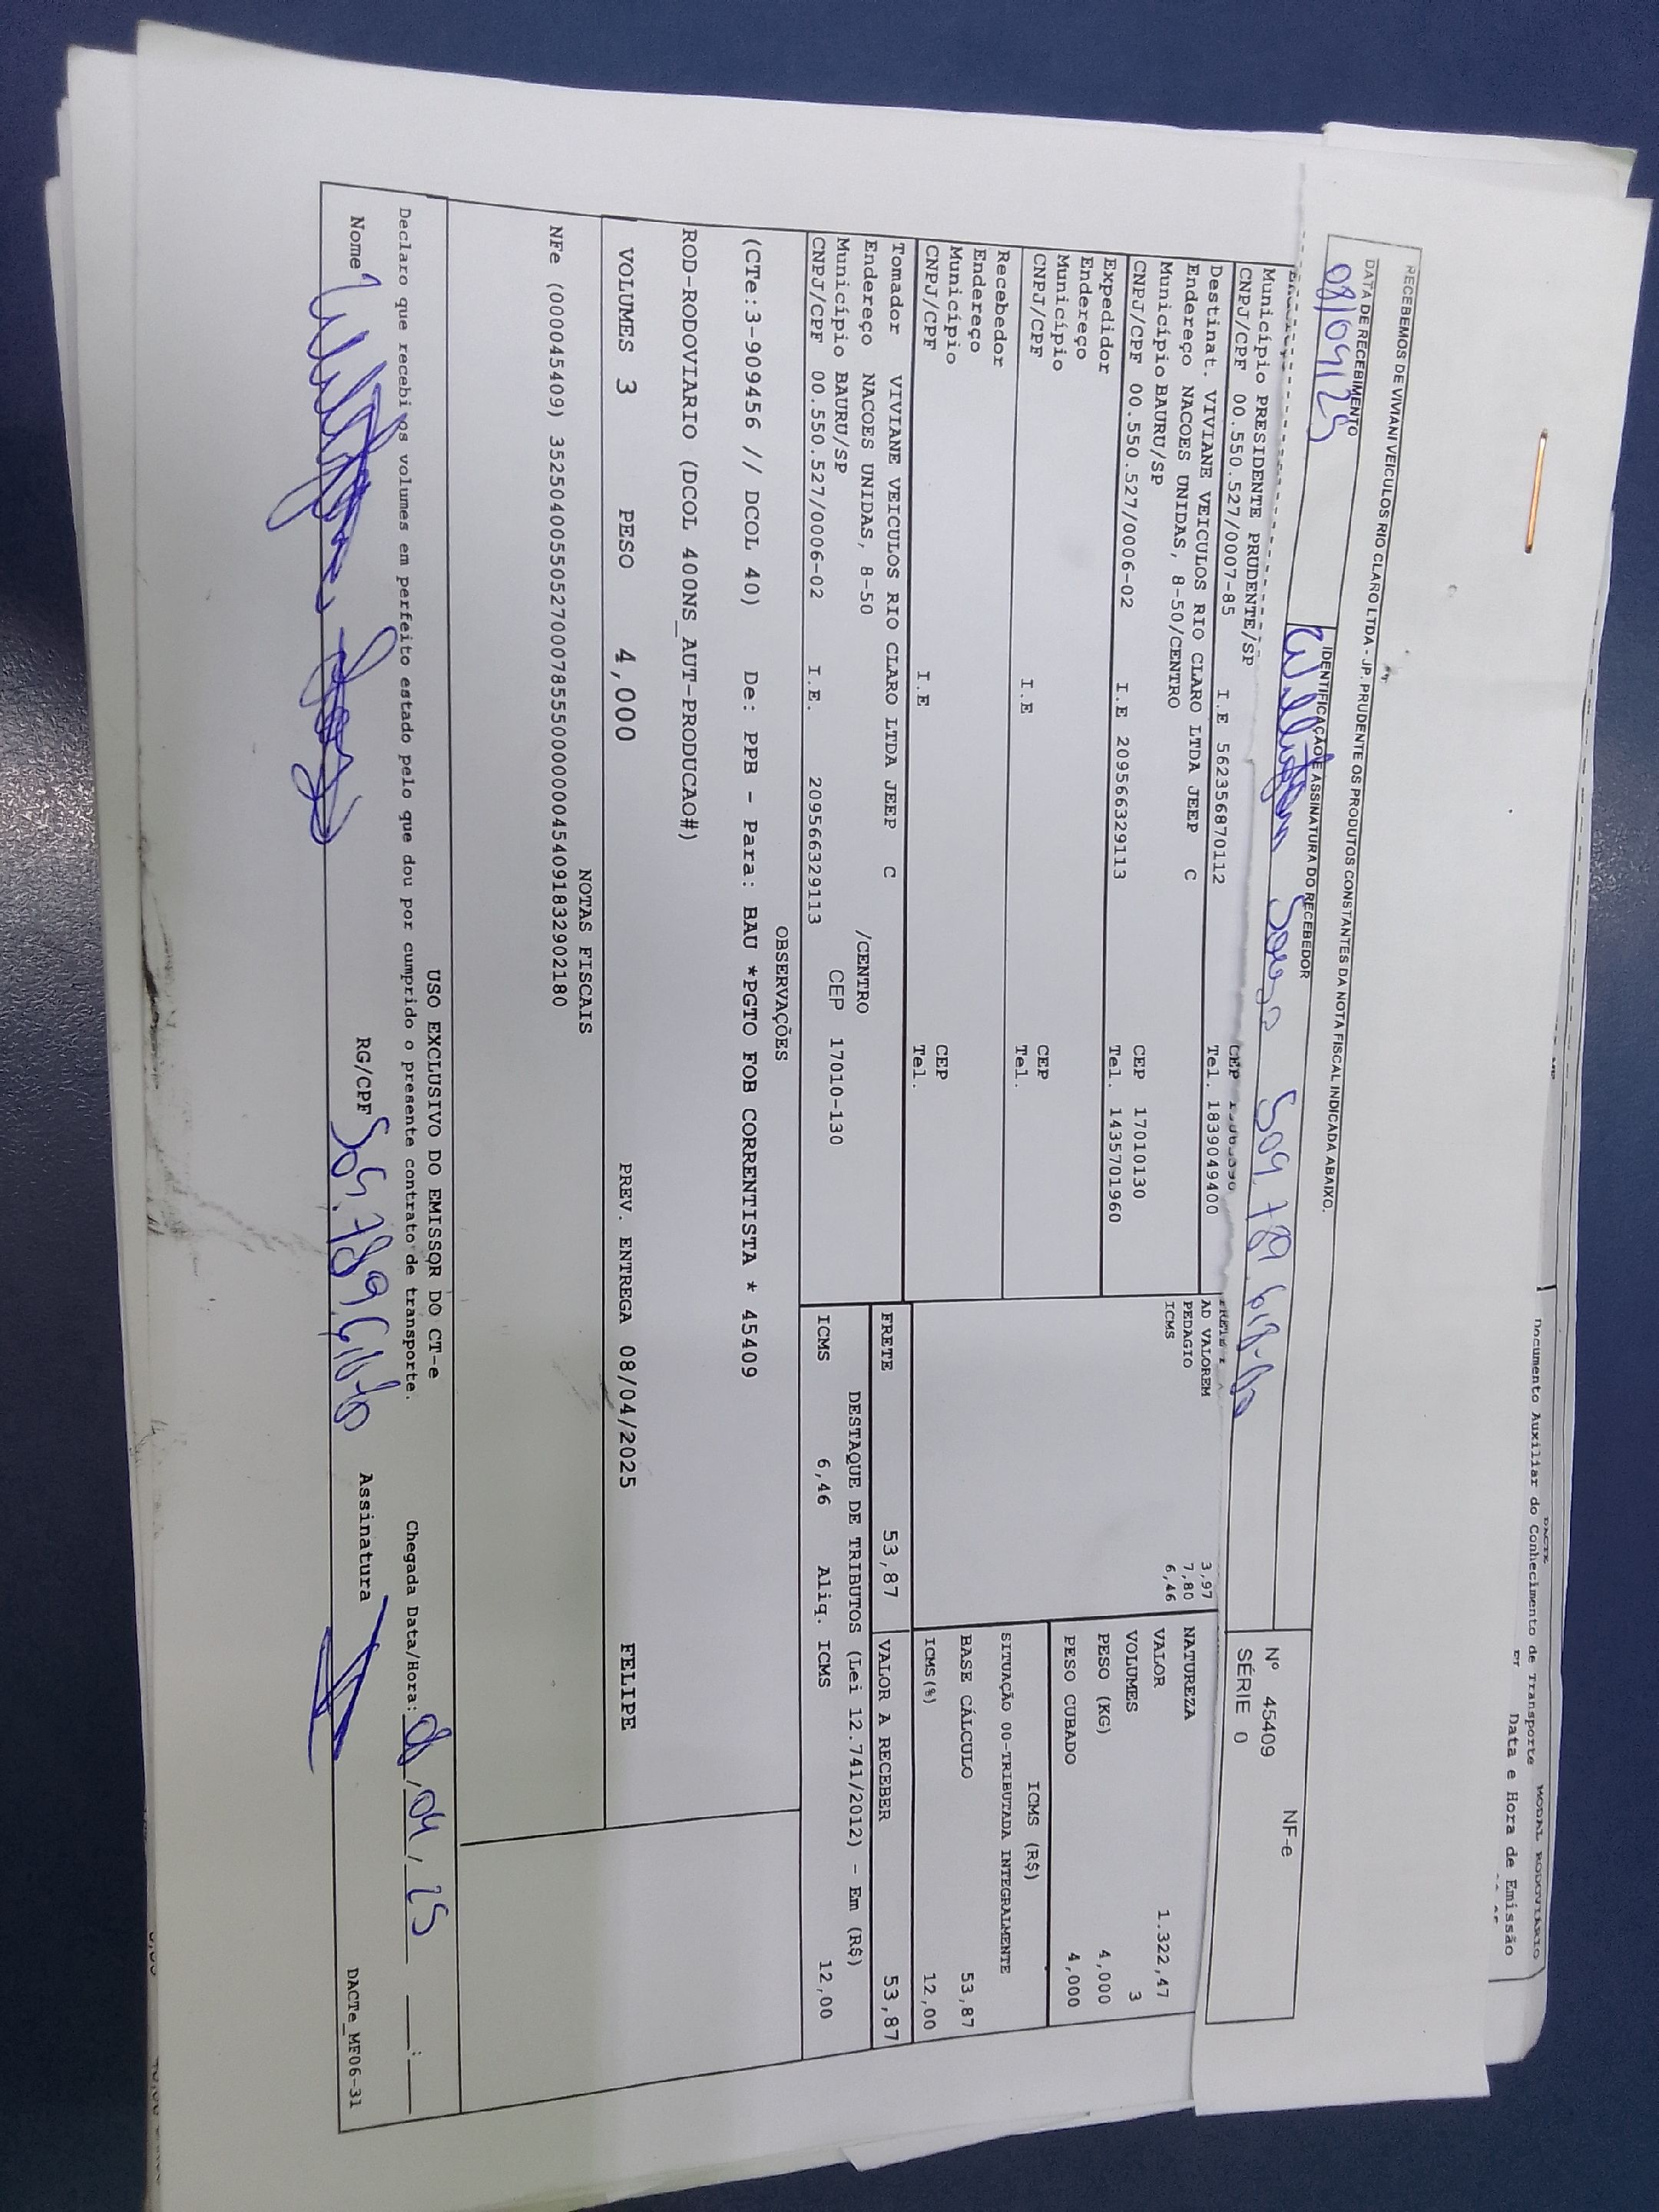 Documento Auxiliar do Conhecimento de Transporte
MODAL RODOVIARIO
Data e Hora de Emissão
RECEBEMOS DE VIVIANI VEICULOS RIO CLARO LTDA - JP. PRUDENTE OS PRODUTOS CONSTANTES DA NOTA FISCAL INDICADA ABAIXO.
DATA DE RECEBIMENTO
08/04/25
IDENTIFICAÇÃO E ASSINATURA DO RECEBEDOR
NF-e
Nº 45409
SÉRIE 0
Município PRESIDENTE PRUDENTE/SP
CNPJ/CPF 00.550.527/0007-85 I.E 562356870112 Tel. 1839049400
Destinat. VIVIANE VEICULOS RIO CLARO LTDA JEEP C
Endereço NACOES UNIDAS, 8-50/CENTRO
Município BAURU/SP CEP 17010130
CNPJ/CPF 00.550.527/0006-02 I.E 209566329113 Tel. 1435701960
Expedidor
Endereço
Município CEP
CNPJ/CPF I.E Tel.
Recebedor
Endereço
Município CEP
CNPJ/CPF I.E Tel.
AD VALOREM 3,97
PEDAGIO 7,80
ICMS 6,46
NATUREZA
VALOR 1.322,47
VOLUMES 3
PESO (KG) 4,000
PESO CUBADO 4,000
ICMS (R$)
SITUAÇÃO 00-TRIBUTADA INTEGRALMENTE
BASE CÁLCULO 53,87
ICMS(%) 12,00
Tomador VIVIANE VEICULOS RIO CLARO LTDA JEEP C
Endereço NACOES UNIDAS, 8-50 /CENTRO
Município BAURU/SP CEP 17010-130
CNPJ/CPF 00.550.527/0006-02 I.E. 209566329113
FRETE 53,87 VALOR A RECEBER 53,87
DESTAQUE DE TRIBUTOS (Lei 12.741/2012) - Em (R$)
ICMS 6,46 Aliq. ICMS 12,00
OBSERVAÇÕES
(CTe:3-909456 // DCOL 40) De: PPB - Para: BAU *PGTO FOB CORRENTISTA * 45409
ROD-RODOVIARIO (DCOL 400NS_AUT-PRODUCAO#)
VOLUMES 3 PESO 4,000 PREV. ENTREGA 08/04/2025 FELIPE
NOTAS FISCAIS
NFe (000045409) 35250400550527000785550000000454091832902180
USO EXCLUSIVO DO EMISSOR DO CT-e
Declaro que recebi os volumes em perfeito estado pelo que dou por cumprido o presente contrato de transporte.
Chegada Data/Hora: 08/04/25 __:__
Nome RG/CPF Assinatura
DACTe_MF06-31